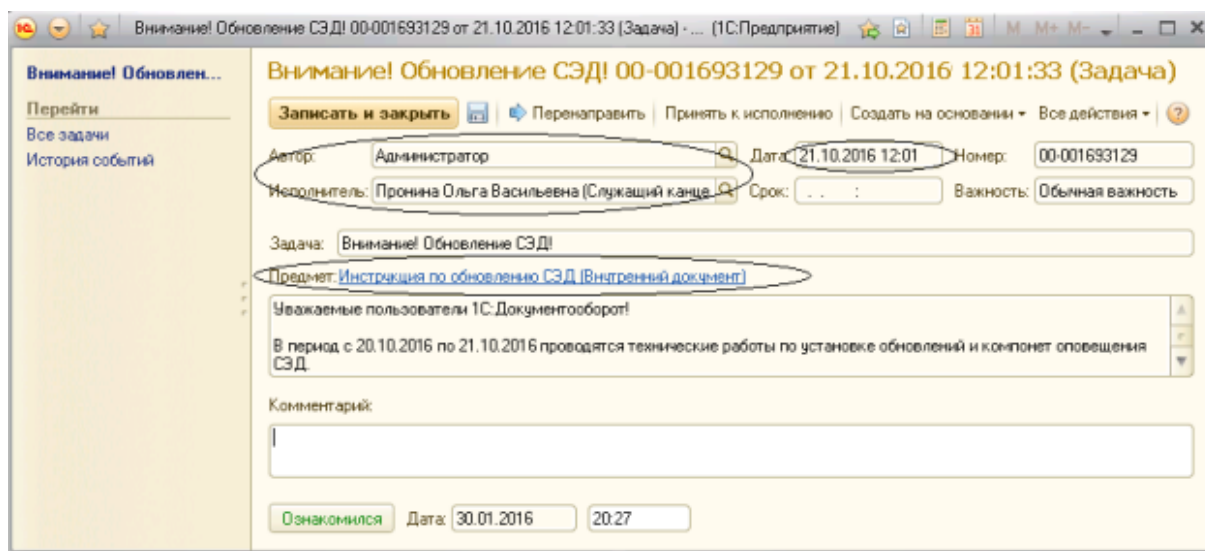 Внимание! Обновление СЭД! 00-001693129 от 21.10.2016 12:01:33 (Задача) - ... (1С:Предприятие) M M+ M-
Внимание! Обновлен...
Внимание! Обновление СЭД! 00-001693129 от 21.10.2016 12:01:33 (Задача)
Перейти
Все задачи
История событий
Записать и закрыть Перенаправить Принять к исполнению Создать на основании Все действия
Автор: Администратор Дата: 21.10.2016 12:01 Номер: 00-001693129
Исполнитель: Пронина Ольга Васильевна (Служащий канце Срок: . . : Важность: Обычная важность
Задача: Внимание! Обновление СЭД!
Предмет: Инструкция по обновлению СЭД (Внутренний документ)
Уважаемые пользователи 1С:Документооборот!
В период с 20.10.2016 по 21.10.2016 проводятся технические работы по установке обновлений и компонет оповещения
СЭД.
Комментарий:
Ознакомился Дата: 30.01.2016 20:27